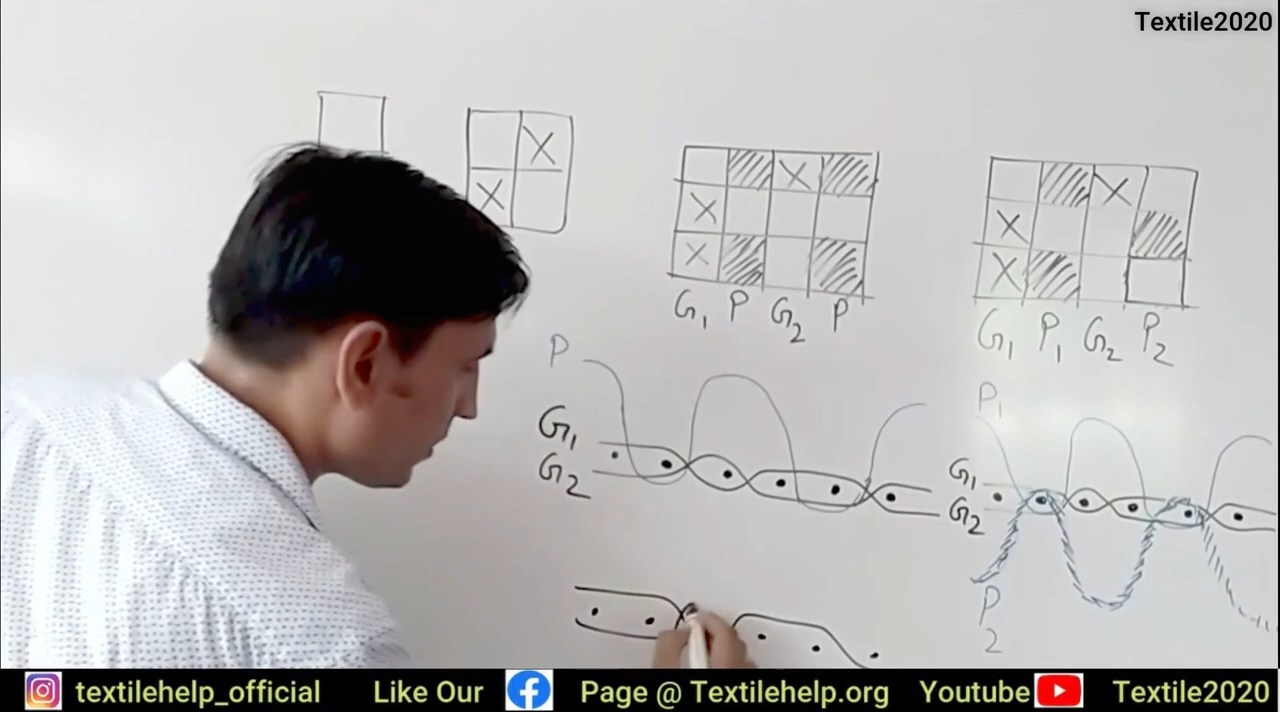 Textile2020
X
X
X
X
X
G₁ P G₂ P
X
X
X
G₁ P₁ G₂ P₂
P
G₁
G₂
P₁
G₁
G₂
P
2
textilehelp_official Like Our Page @ Textilehelp.org Youtube Textile2020